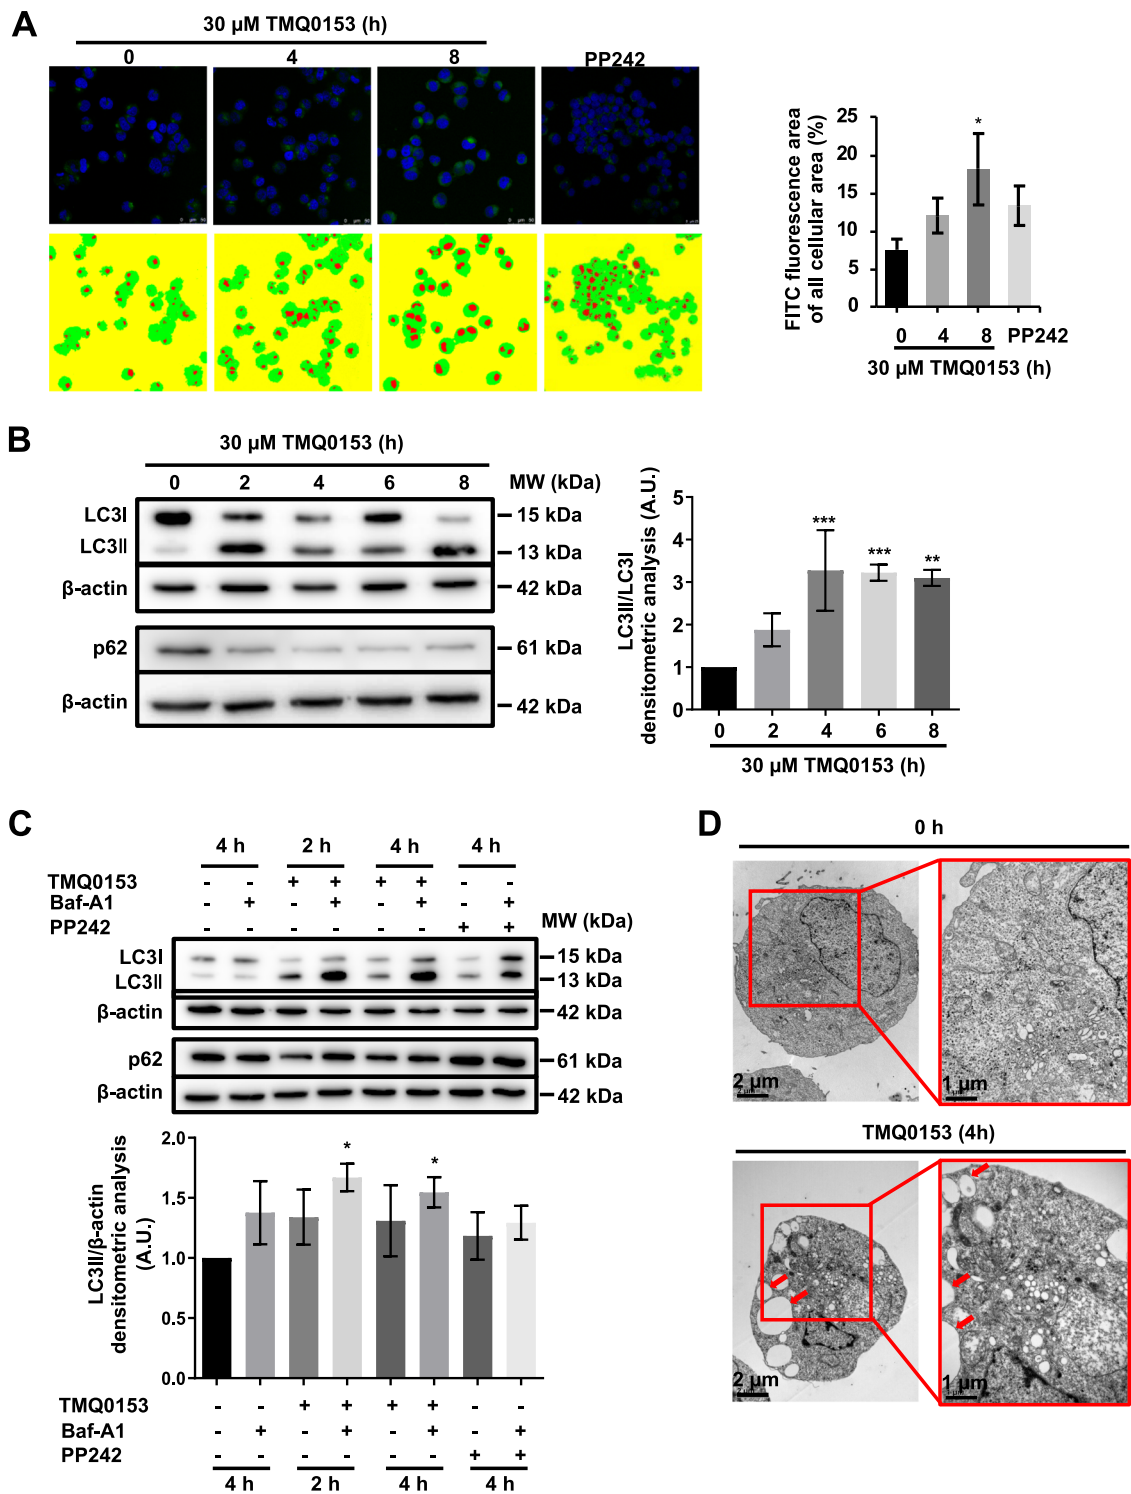 A
30 µM TMQ0153 (h)
0 4 8 PP242
25
20
15
10
5
0
FITC fluorescence area
of all cellular area (%)
*
0 4 8 PP242
30 µM TMQ0153 (h)
B
30 µM TMQ0153 (h)
0 2 4 6 8 MW (kDa)
LC3I 15 kDa
LC3II 13 kDa
β-actin 42 kDa
p62 61 kDa
β-actin 42 kDa
LC3II/LC3I
densitometric analysis (A.U.)
5
4
3
2
1
0
*** *** **
0 2 4 6 8
30 µM TMQ0153 (h)
C
4 h 2 h 4 h 4 h
TMQ0153 - - + + + + - -
Baf-A1 - + - + - + - +
PP242 - - - - - - + +
MW (kDa)
LC3I 15 kDa
LC3II 13 kDa
β-actin 42 kDa
p62 61 kDa
β-actin 42 kDa
LC3II/β-actin
densitometric analysis
(A.U.)
2.0
1.5
1.0
0.5
0.0
* *
TMQ0153 - - + + + + - -
Baf-A1 - + - + - + - +
PP242 - - - - - - + +
4 h 2 h 4 h 4 h
D
0 h
2 µm 1 µm
TMQ0153 (4h)
2 µm 1 µm